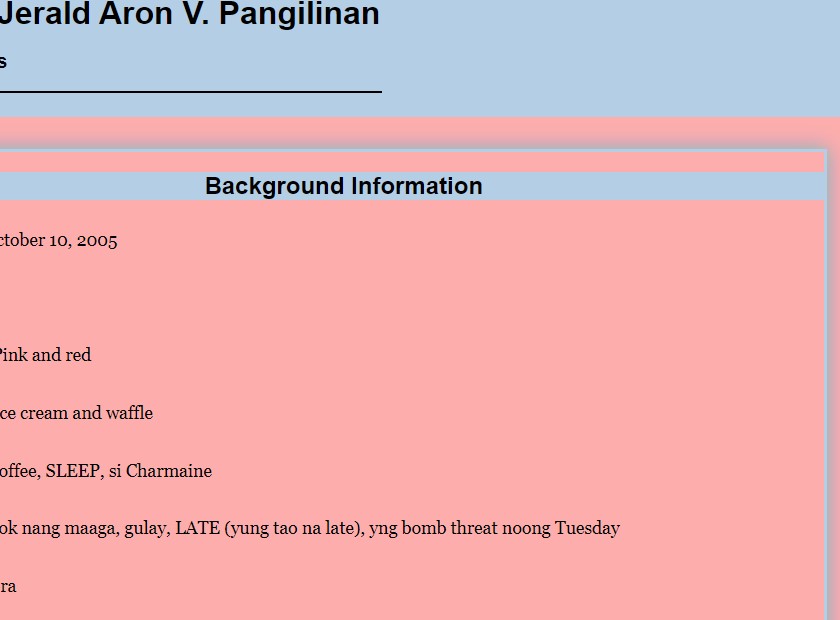 Jerald Aron V. Pangilinan
s
Background Information
ctober 10, 2005
Pink and red
ce cream and waffle
offee, SLEEP, si Charmaine
ok nang maaga, gulay, LATE (yung tao na late), yng bomb threat noong Tuesday
ra